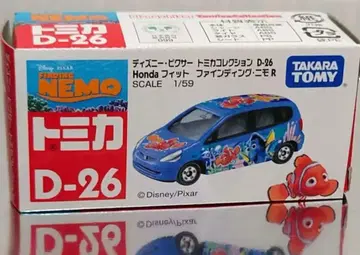 トミカ
D-26
Disney PIXAR
FINDING
NEMO
トミカ
D-26
ディズニー・ピクサー トミカコレクション D-26
Honda フィット ファインディング・ニモ R
SCALE 1/59
TAKARA
TOMY
©Disney/Pixar